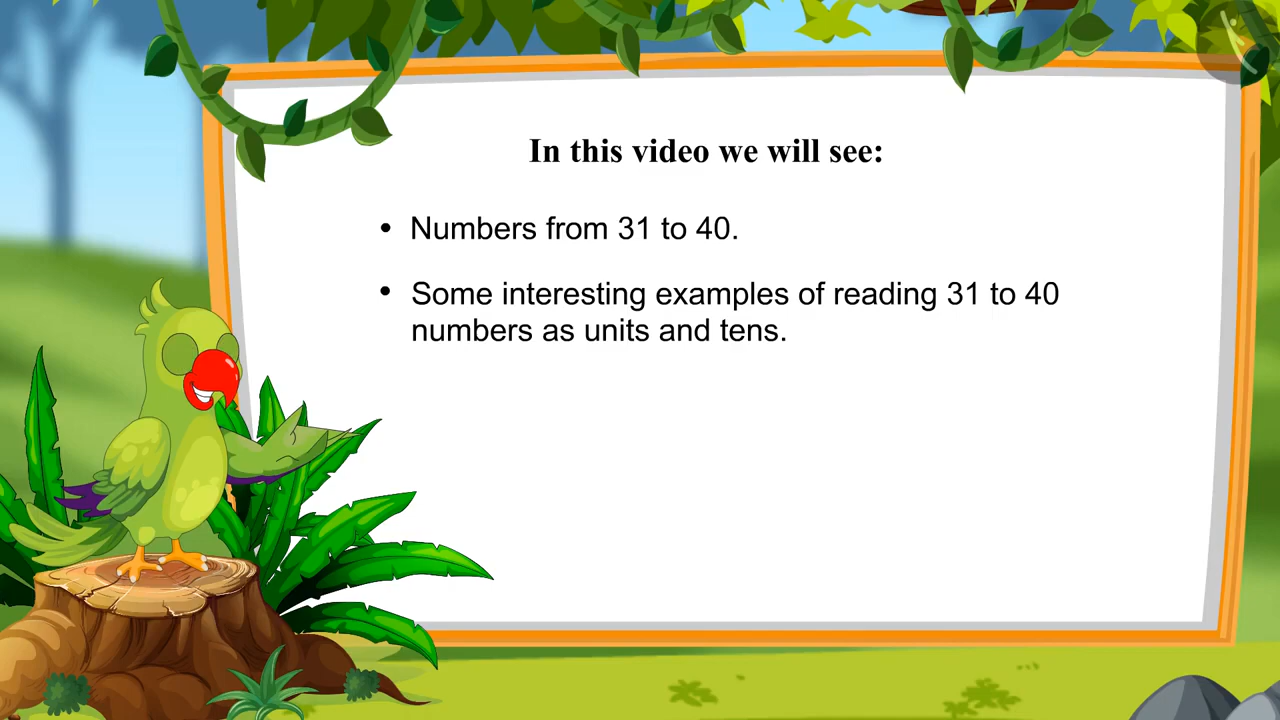 In this video we will see:
• Numbers from 31 to 40.
• Some interesting examples of reading 31 to 40
numbers as units and tens.